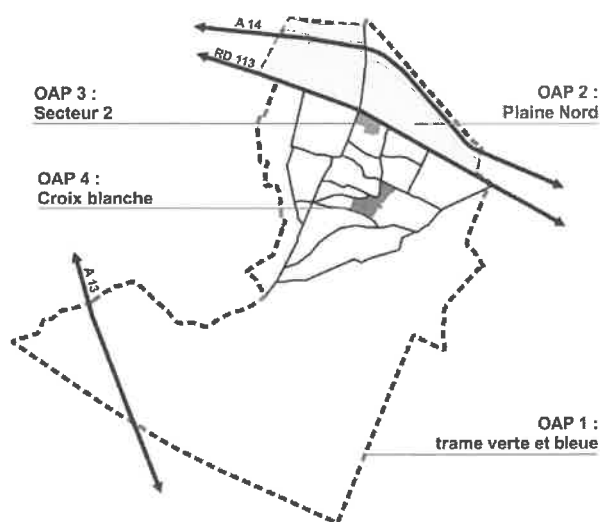 A 14
RD 113
OAP 3 :
Secteur 2
OAP 2 :
Plaine Nord
OAP 4 :
Croix blanche
A 13
OAP 1 :
trame verte et bleue